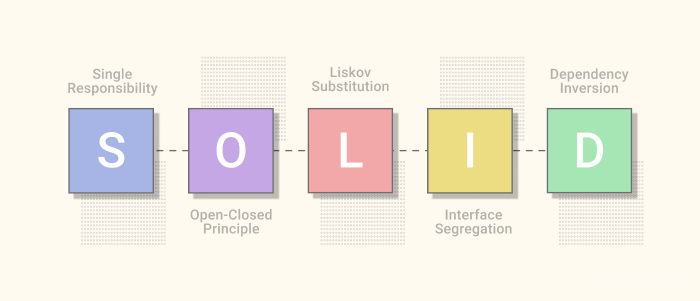 Single
Responsibility
Liskov
Substitution
Dependency
Inversion
S O L I D
Open-Closed
Principle
Interface
Segregation